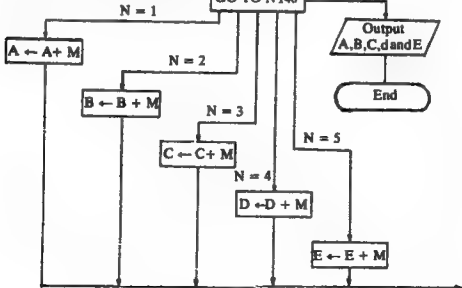 N = 1
Output
A,B,C,dandE
A ← A+ M
N = 2
End
B ← B + M
N = 3
N = 5
C ← C+ M
N = 4
D ← D + M
E ← E + M